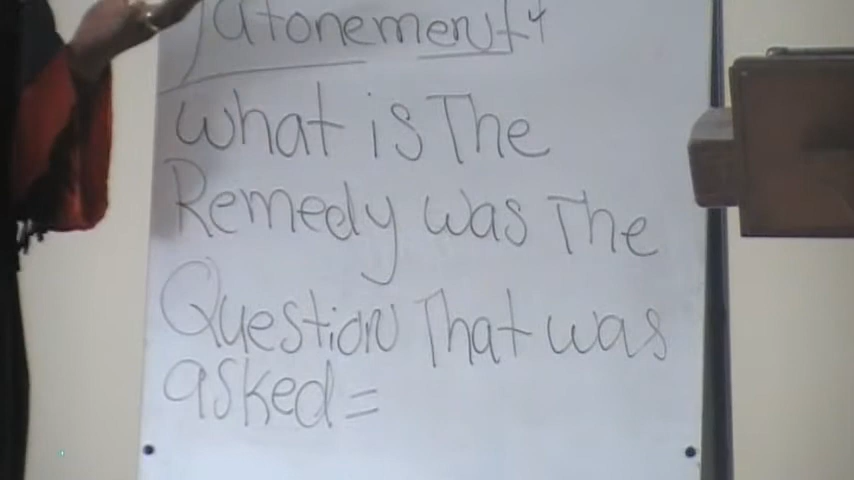 atonement
What is The
Remedy was The
Question That was
asked=